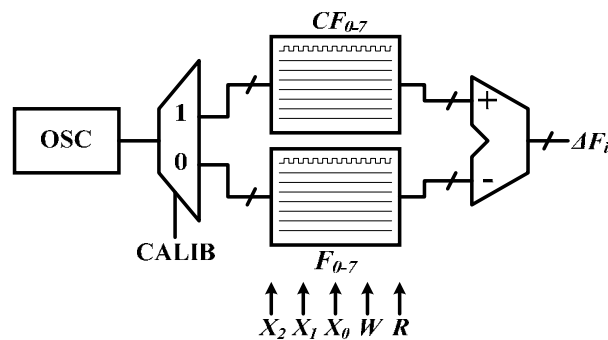 CF0-7
OSC
1
0
+
-
ΔFi
CALIB
F0-7
X2 X1 X0 W R